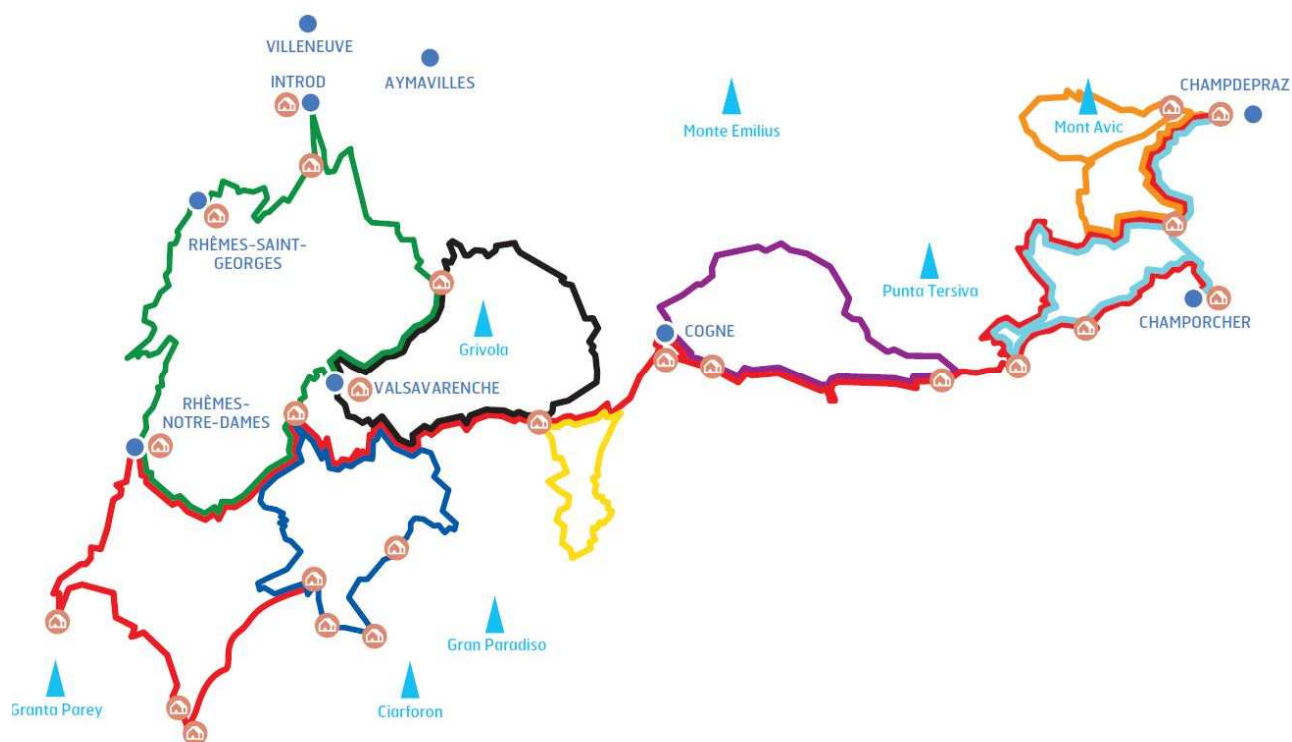 VILLENEUVE
INTROD
AYMAVILLES
Monte Emilius
Mont Avic
CHAMPDEPRAZ
RHÊMES-SAINT-
GEORGES
Grivola
COGNE
Punta Tersiva
CHAMPORCHER
RHÊMES-
NOTRE-DAMES
VALSAVARENCHE
Granta Parey
Ciarforon
Gran Paradiso